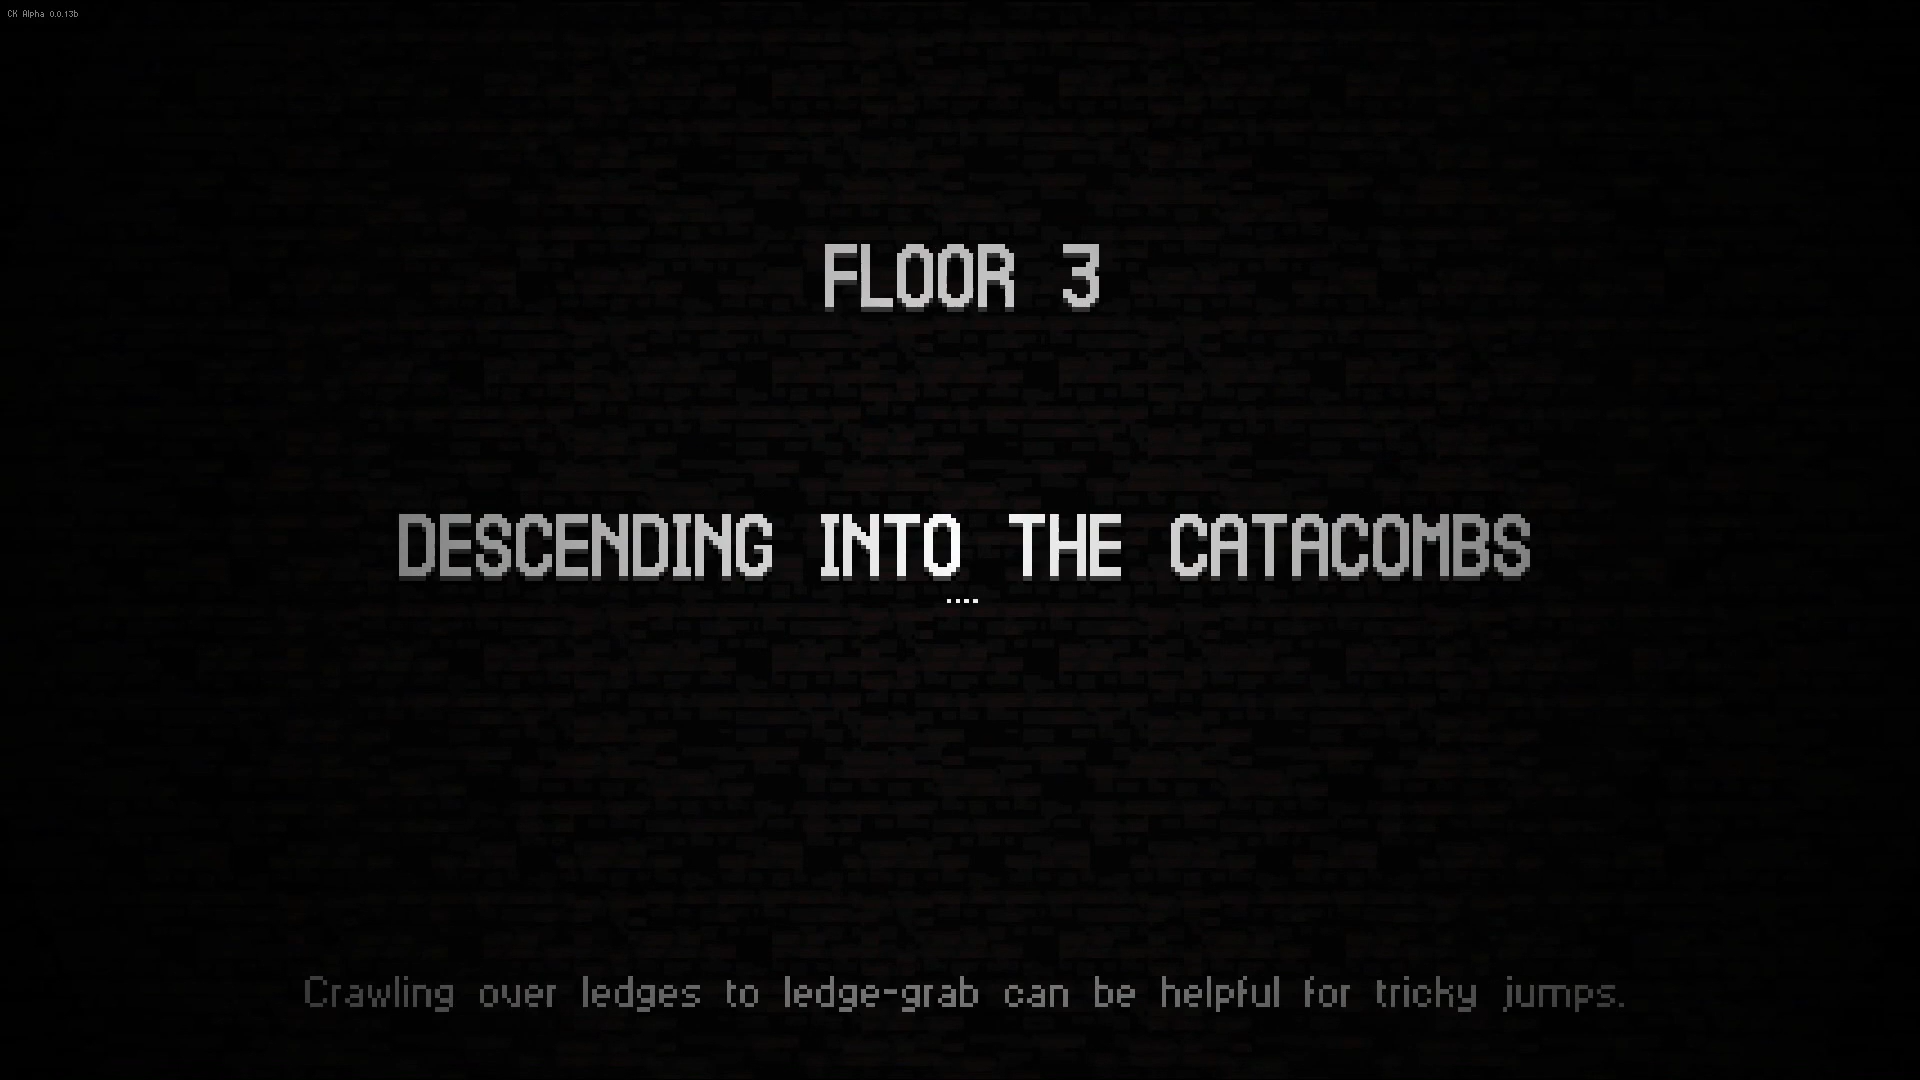 CK Alpha 0.0.13b
FLOOR 3
DESCENDING INTO THE CATACOMBS
....
Crawling over ledges to ledge-grab can be helpful for tricky jumps.